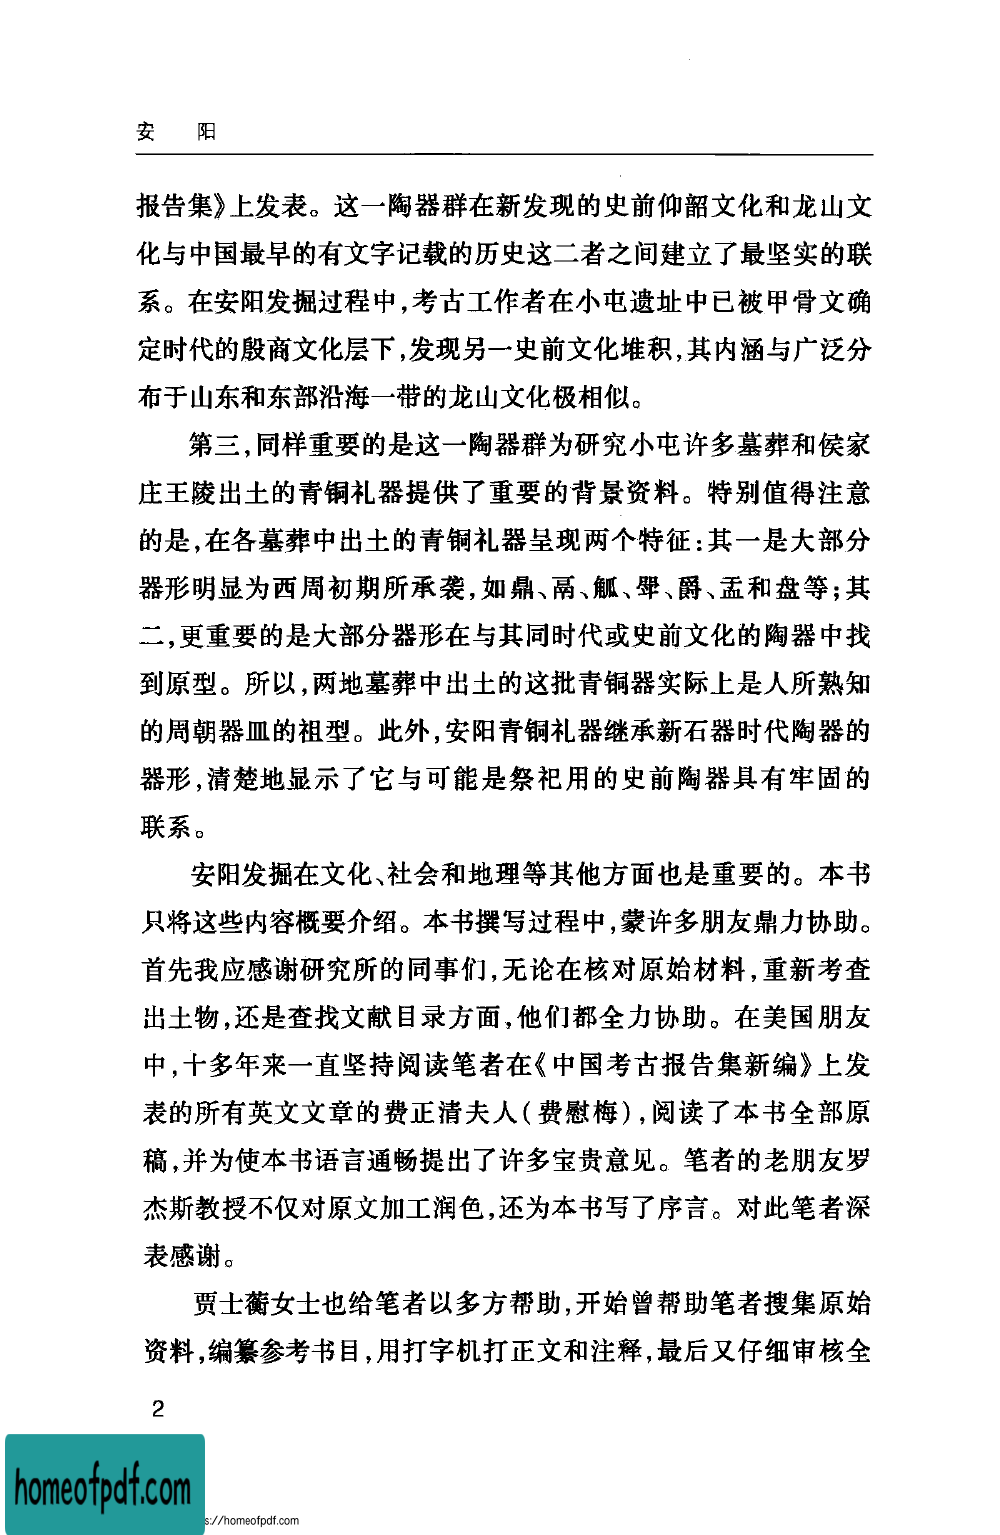 安 阳
报告集》上发表。这一陶器群在新发现的史前仰韶文化和龙山文
化与中国最早的有文字记载的历史这二者之间建立了最坚实的联
系。在安阳发掘过程中,考古工作者在小屯遗址中已被甲骨文确
定时代的殷商文化层下,发现另一史前文化堆积,其内涵与广泛分
布于山东和东部沿海一带的龙山文化极相似。
第三,同样重要的是这一陶器群为研究小屯许多墓葬和侯家
庄王陵出土的青铜礼器提供了重要的背景资料。特别值得注意
的是,在各墓葬中出土的青铜礼器呈现两个特征:其一是大部分
器形明显为西周初期所承袭,如鼎、鬲、觚、斝、爵、盂和盘等;其
二,更重要的是大部分器形在与其同时代或史前文化的陶器中找
到原型。所以,两地墓葬中出土的这批青铜器实际上是人所熟知
的周朝器皿的祖型。此外,安阳青铜礼器继承新石器时代陶器的
器形,清楚地显示了它与可能是祭祀用的史前陶器具有牢固的
联系。
安阳发掘在文化、社会和地理等其他方面也是重要的。本书
只将这些内容概要介绍。本书撰写过程中,蒙许多朋友鼎力协助。
首先我应感谢研究所的同事们,无论在核对原始材料,重新考查
出土物,还是查找文献目录方面,他们都全力协助。在美国朋友
中,十多年来一直坚持阅读笔者在《中国考古报告集新编》上发
表的所有英文文章的费正清夫人(费慰梅),阅读了本书全部原
稿,并为使本书语言通畅提出了许多宝贵意见。笔者的老朋友罗
杰斯教授不仅对原文加工润色,还为本书写了序言。对此笔者深
表感谢。
贾士蘅女士也给笔者以多方帮助,开始曾帮助笔者搜集原始
资料,编纂参考书目,用打字机打正文和注释,最后又仔细审核全
2
homeofpdf.com
s://homeofpdf.com